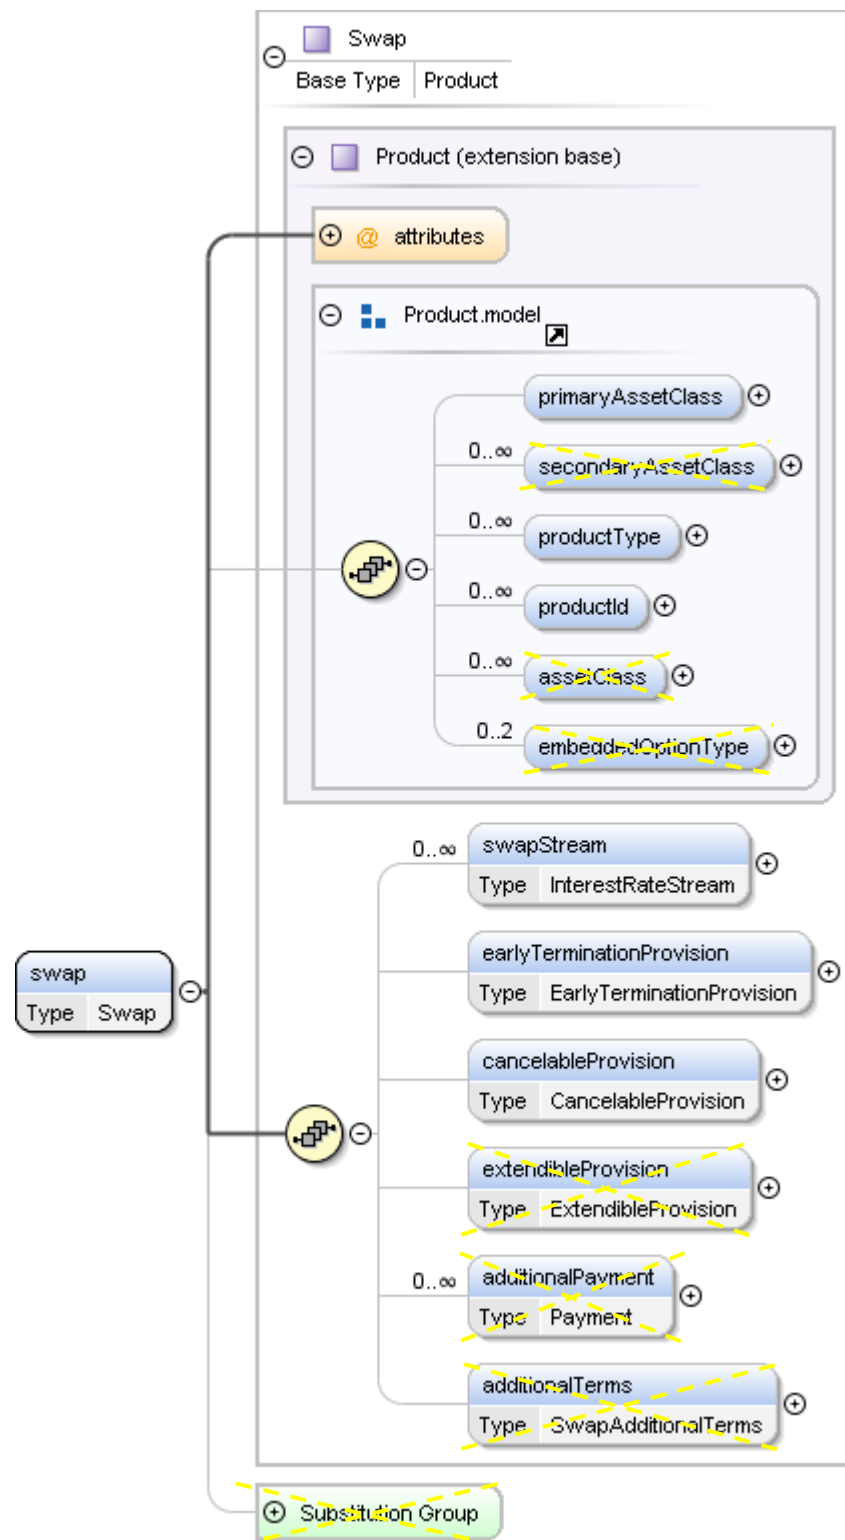 Swap
Base Type Product
Product (extension base)
@ attributes
Product.model
primaryAssetClass
0..∞
secondaryAssetClass
0..∞
productType
0..∞
productId
0..∞
assetClass
0..2
embeddedOptionType
0..∞
swapStream
Type InterestRateStream
earlyTerminationProvision
Type EarlyTerminationProvision
swap
Type Swap
cancelableProvision
Type CancelableProvision
extendibleProvision
Type ExtendibleProvision
0..∞
additionalPayment
Type Payment
additionalTerms
Type SwapAdditionalTerms
Substitution Group